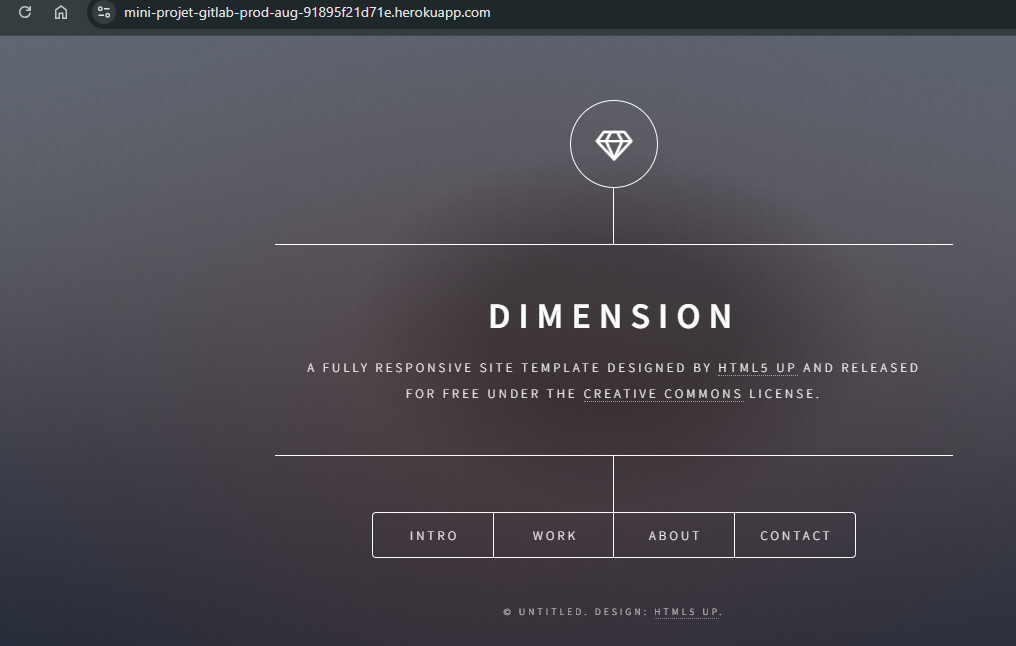 mini-projet-gitlab-prod-aug-91895f21d71e.herokuapp.com
DIMENSION
A FULLY RESPONSIVE SITE TEMPLATE DESIGNED BY HTML5 UP AND RELEASED
FOR FREE UNDER THE CREATIVE COMMONS LICENSE.
INTRO WORK ABOUT CONTACT
© UNTITLED. DESIGN: HTML5 UP.